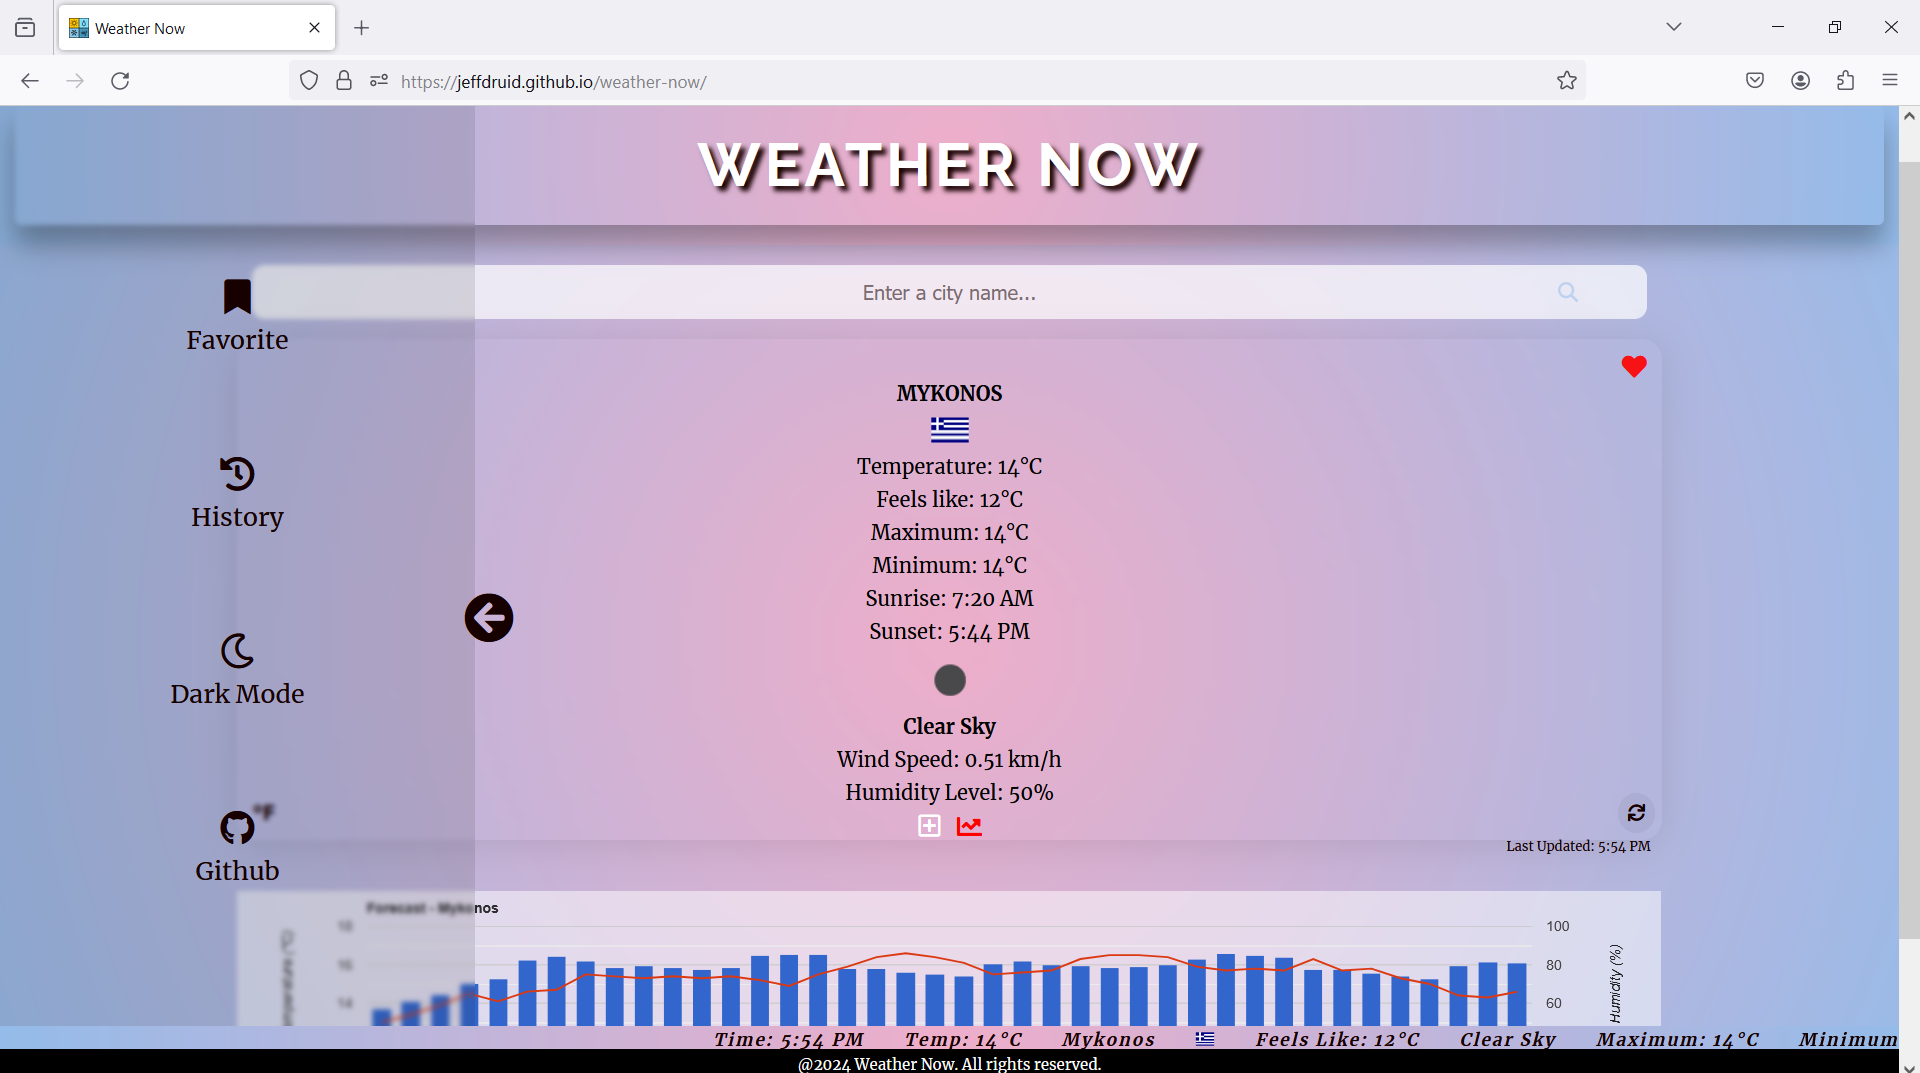 Weather Now
https://jeffdruid.github.io/weather-now/
WEATHER NOW
Enter a city name...
Favorite
History
Dark Mode
Github
°F
MYKONOS
Temperature: 14°C
Feels like: 12°C
Maximum: 14°C
Minimum: 14°C
Sunrise: 7:20 AM
Sunset: 5:44 PM
Clear Sky
Wind Speed: 0.51 km/h
Humidity Level: 50%
Last Updated: 5:54 PM
Forecast - Mykonos
18
16
14
100
80
60
Humidity (%)
Time: 5:54 PM Temp: 14°C Mykonos Feels Like: 12°C Clear Sky Maximum: 14°C Minimum
@2024 Weather Now. All rights reserved.